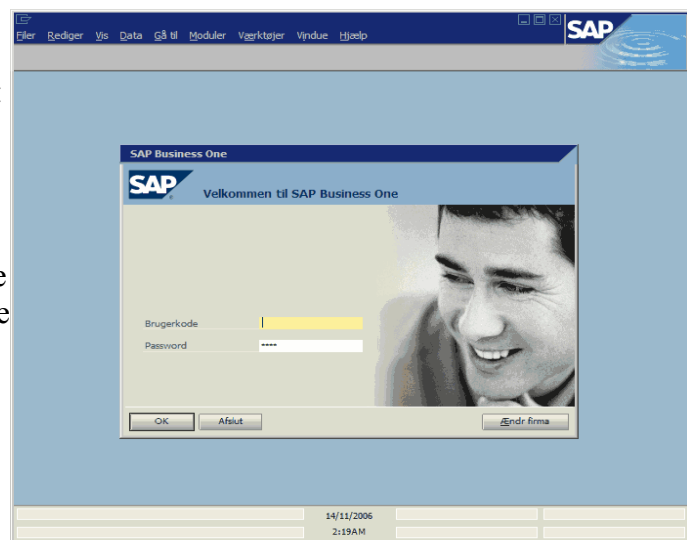 SAP
Filer Rediger Vis Data Gå til Moduler Værktøjer Vindue Hjælp
SAP Business One
SAP
Velkommen til SAP Business One
e
e
Brugerkode
Password ****
OK Afslut Ændr firma
14/11/2006
2:19AM